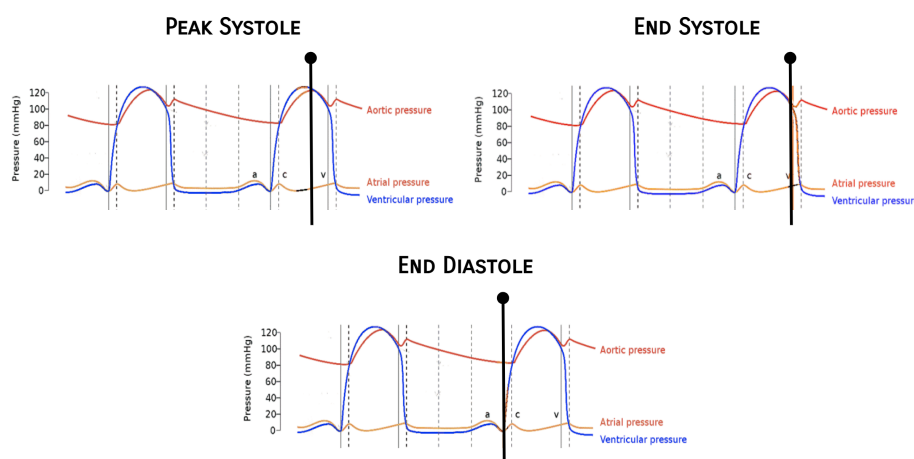 PEAK SYSTOLE
END SYSTOLE
Pressure (mmHg)
120
100
80
60
40
20
0
a
c
v
Aortic pressure
Atrial pressure
Ventricular pressure
Pressure (mmHg)
120
100
80
60
40
20
0
a
c
v
Aortic pressure
Atrial pressure
Ventricular pressur
END DIASTOLE
Pressure (mmHg)
120
100
80
60
40
20
0
a
c
v
Aortic pressure
Atrial pressure
Ventricular pressure